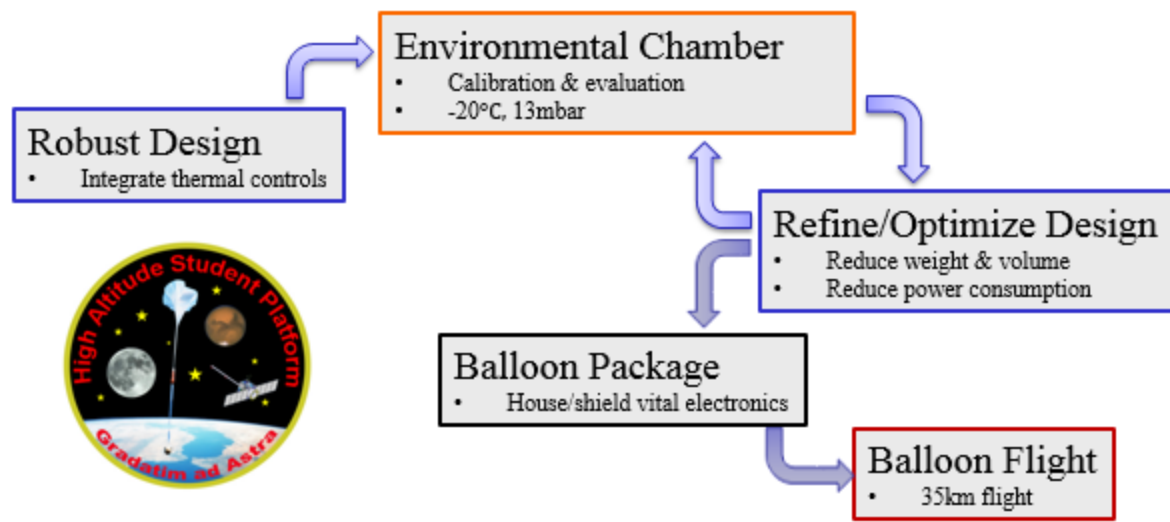 Environmental Chamber
• Calibration & evaluation
• -20°C, 13mbar
Robust Design
• Integrate thermal controls
Refine/Optimize Design
• Reduce weight & volume
• Reduce power consumption
High Altitude Student Platform
Gradatim ad Astra
Balloon Package
• House/shield vital electronics
Balloon Flight
• 35km flight